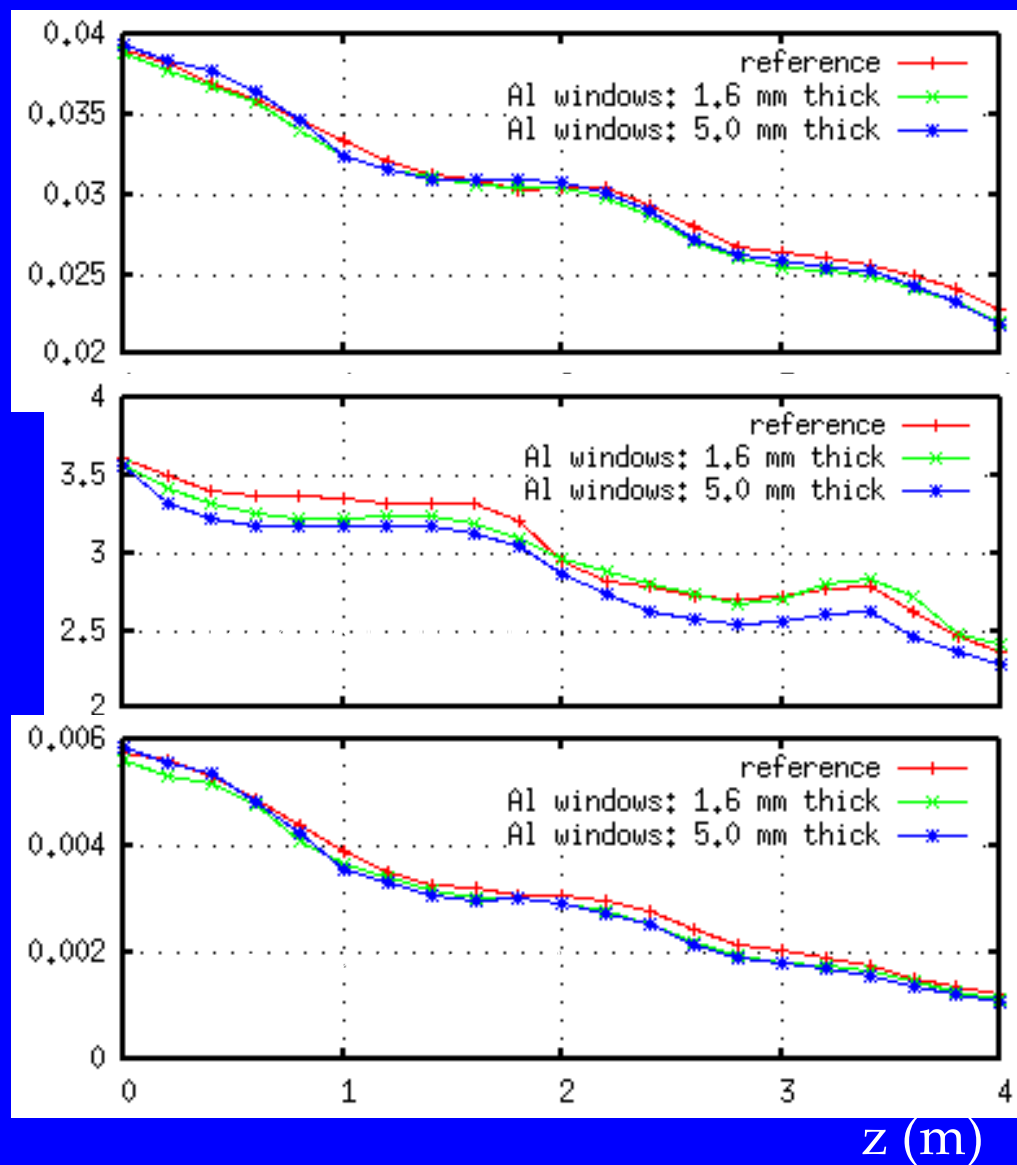 0.04
reference
Al windows: 1.6 mm thick
0.035
Al windows: 5.0 mm thick
0.03
0.025
0.02
4
reference
Al windows: 1.6 mm thick
3.5
Al windows: 5.0 mm thick
3
2.5
2
0.006
reference
Al windows: 1.6 mm thick
Al windows: 5.0 mm thick
0.004
0.002
0
0 1 2 3 4
z (m)